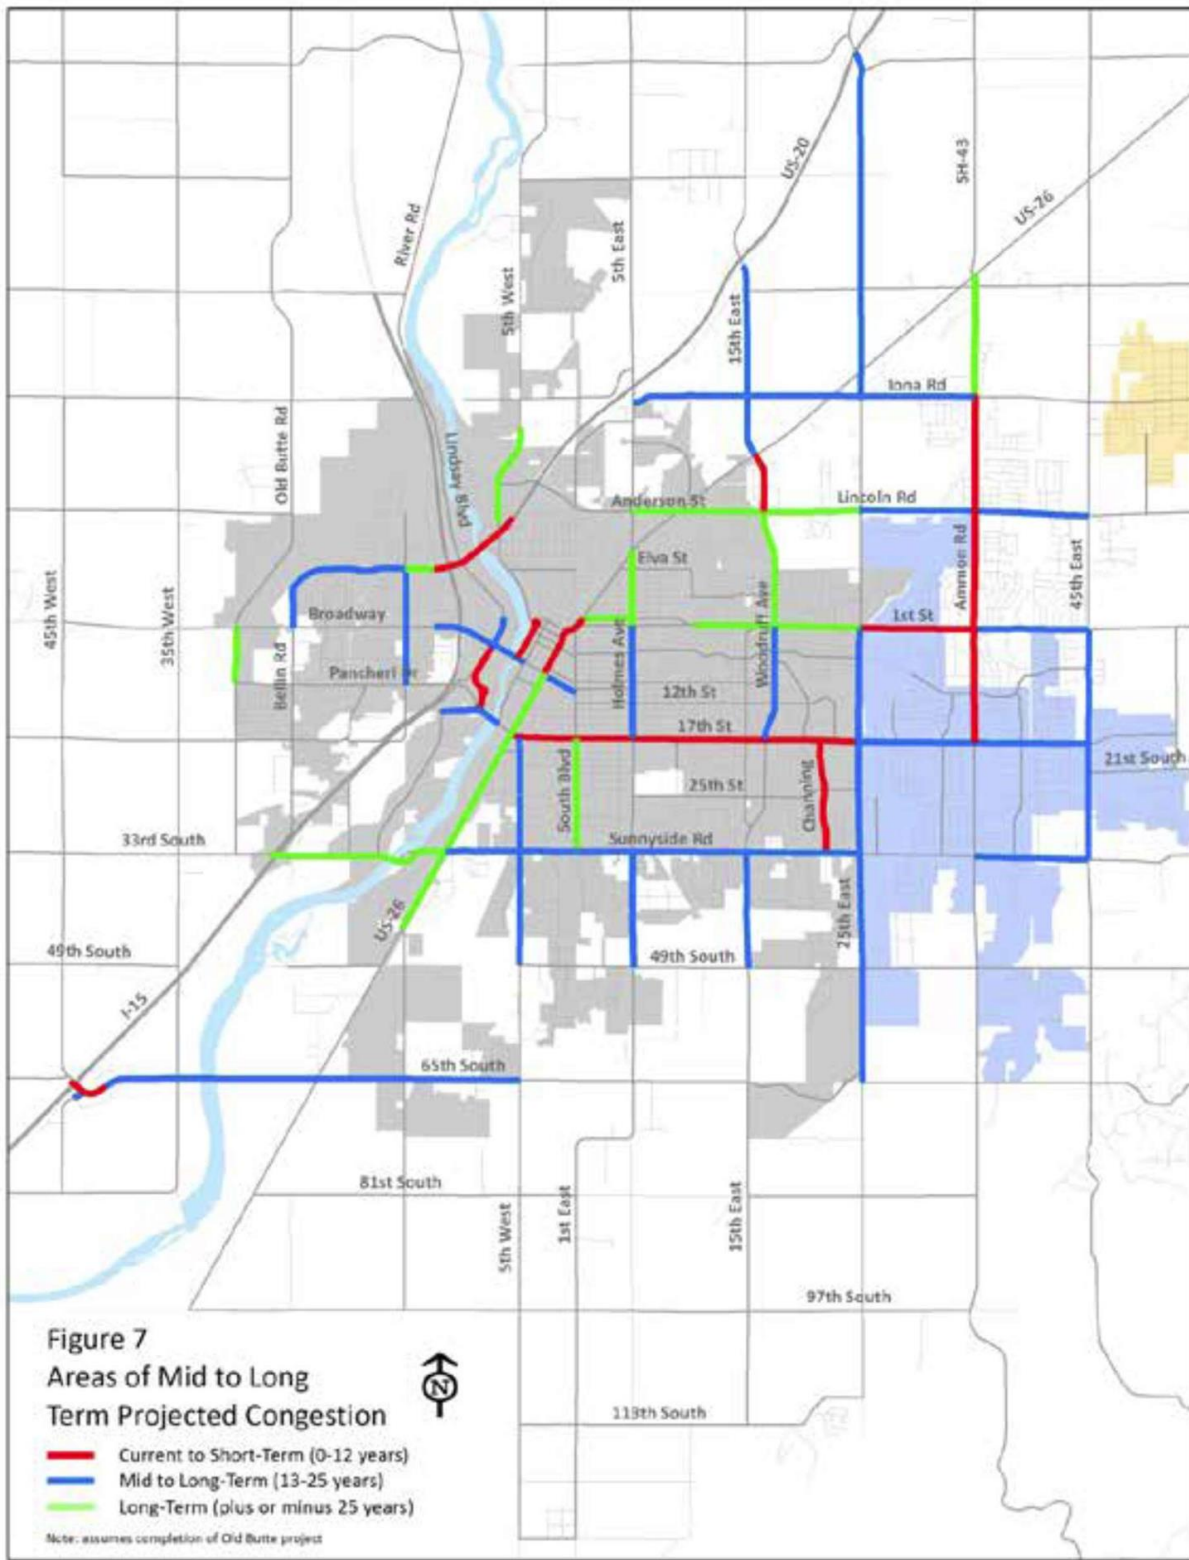 US-20
SH-43
US-26
River Rd
5th East
5th West
15th East
Iona Rd
Old Butte Rd
Lindsay Blvd
Anderson St
Lincoln Rd
Elva St
Ammon Rd
45th East
45th West
35th West
Broadway
1st St
Woodruff Ave
Bellin Rd
Pancheri Dr
Holmes Ave
12th St
17th St
21st South
South Blvd
25th St
Channing
33rd South
Sunnyside Rd
US-26
25th East
49th South
49th South
I-15
65th South
81st South
5th West
1st East
15th East
97th South
113th South
Figure 7
Areas of Mid to Long
Term Projected Congestion
N
Current to Short-Term (0-12 years)
Mid to Long-Term (13-25 years)
Long-Term (plus or minus 25 years)
Note: assumes completion of Old Butte project